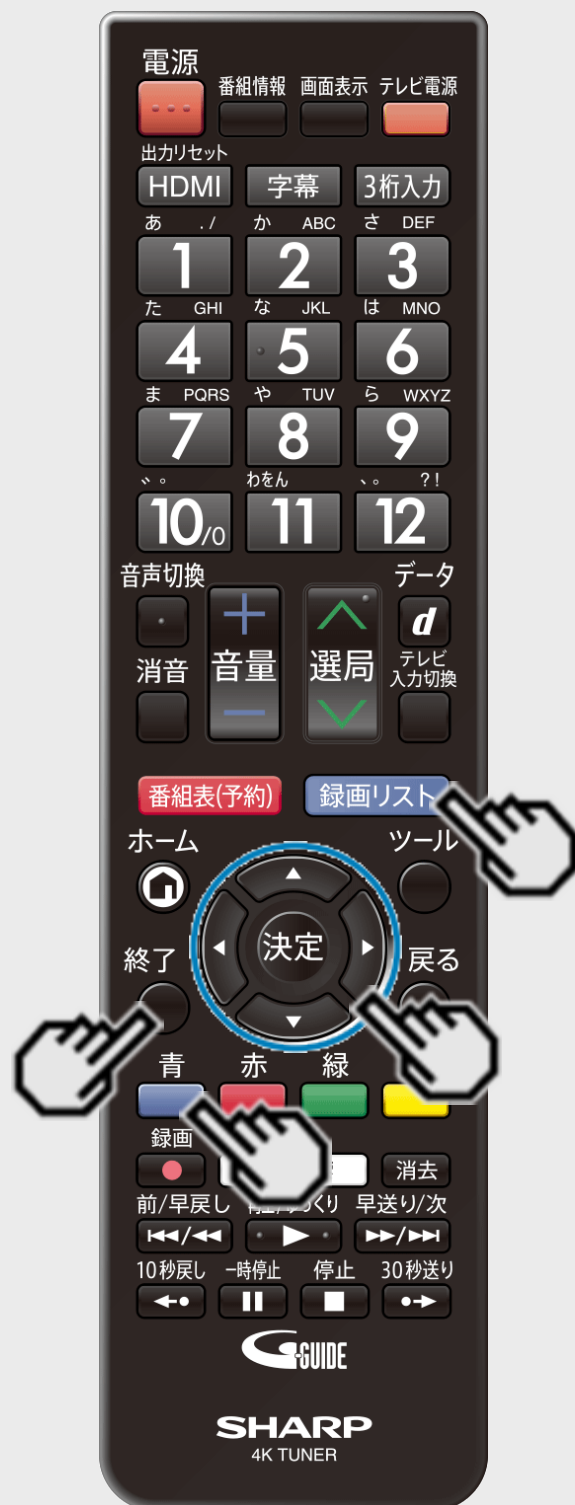 電源
番組情報 画面表示 テレビ電源
出力リセット
HDMI 字幕 3桁入力
あ ./ か ABC さ DEF
1 2 3
た GHI な JKL は MNO
4 5 6
ま PQRS や TUV ら WXYZ
7 8 9
゛゜ わをん 、。 ?!
10/0 11 12
音声切換 データ
＋ d
消音 音量 選局 テレビ
入力切換
－
番組表(予約) 録画リスト
ホーム ツール
終了 決定 戻る
青 赤 緑
録画
消去
前/早戻し くり 早送り/次
10秒戻し 一時停止 停止 30秒送り
G-GUIDE
SHARP
4K TUNER